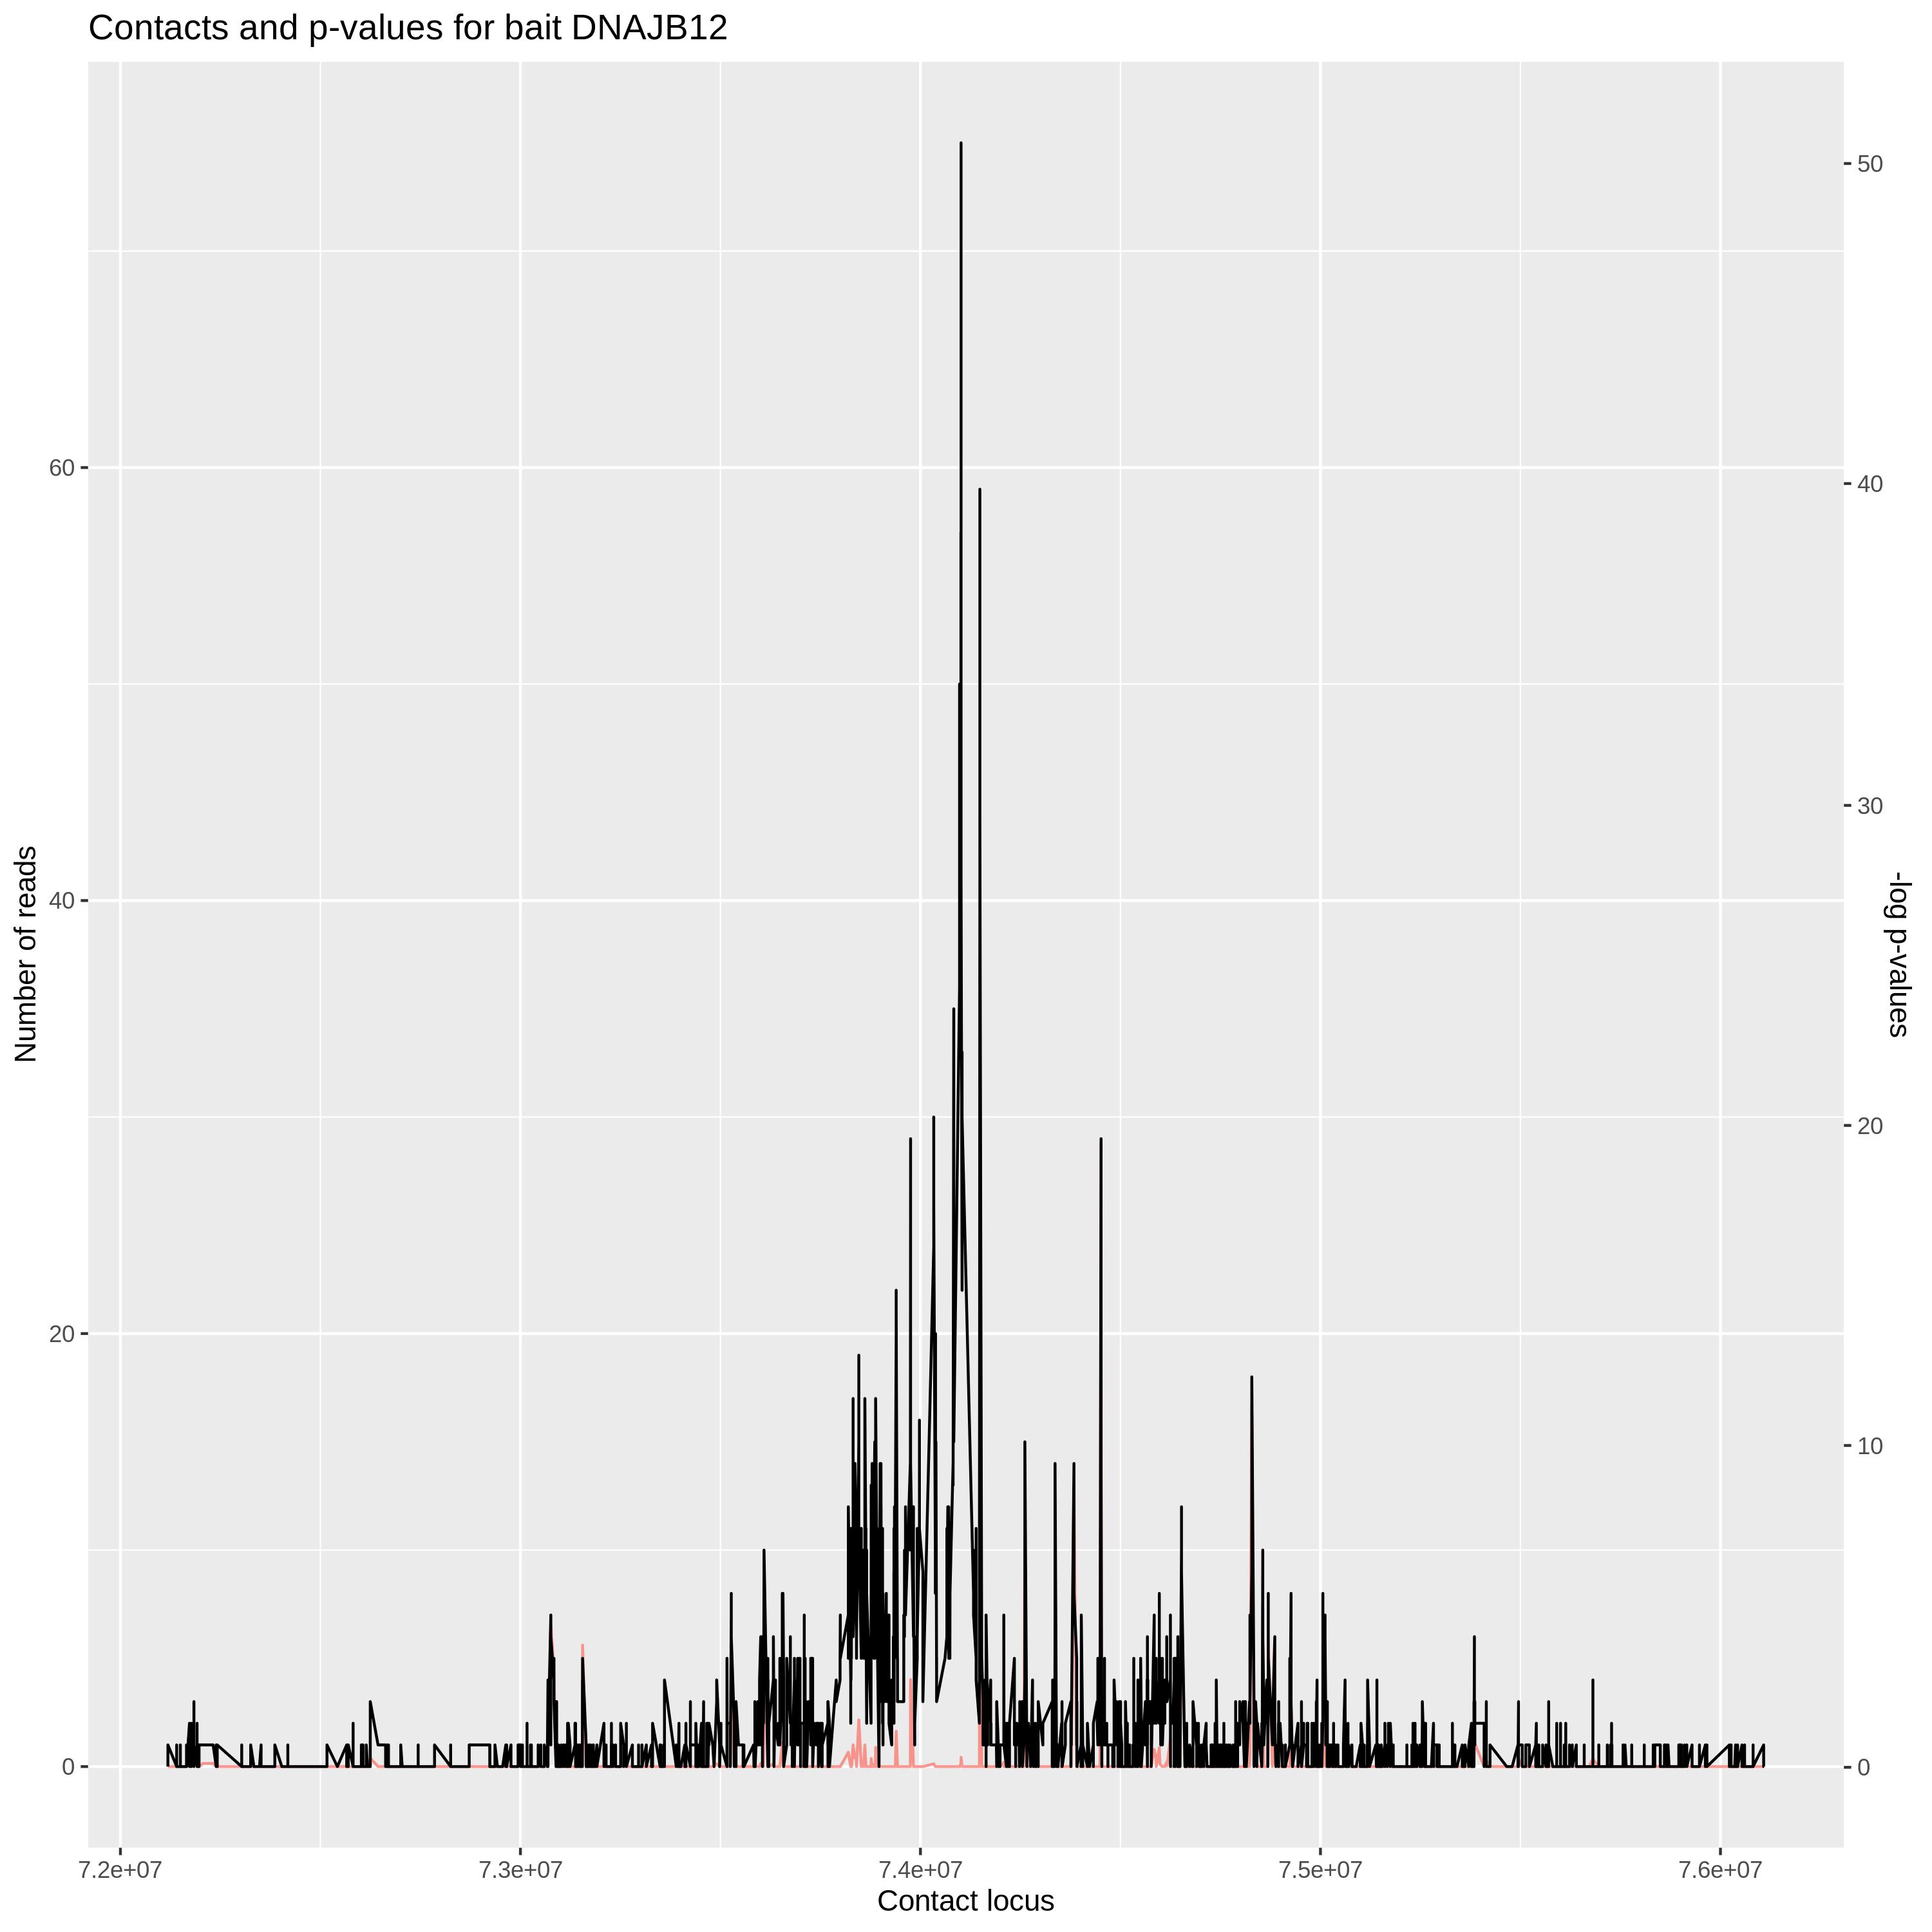 Contacts and p-values for bait DNAJB12
Number of reads
60
40
20
0
50
40
30
20
10
0
-log p-values
7.2e+07
7.3e+07
7.4e+07
7.5e+07
7.6e+07
Contact locus